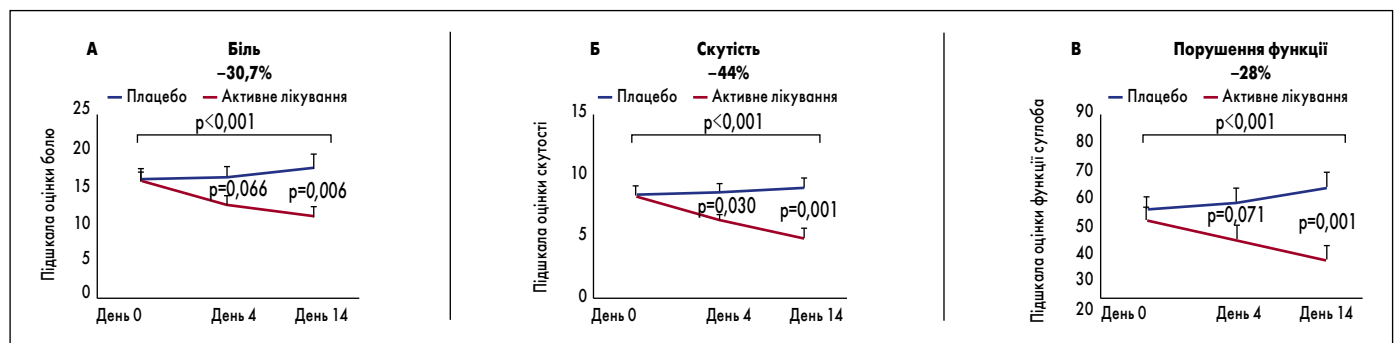 А
Біль
–30,7%
Плацебо Активне лікування
Підшкала оцінки болю
25
20
15
10
5
0
p<0,001
p=0,066 p=0,006
День 0 День 4 День 14
Б
Скутість
–44%
Плацебо Активне лікування
Підшкала оцінки скутості
15
10
5
0
p<0,001
p=0,030
p=0,001
День 0 День 4 День 14
В
Порушення функції
–28%
Плацебо Активне лікування
Підшкала оцінки функції суглоба
90
80
70
60
50
40
30
20
p<0,001
p=0,071 p=0,001
День 0 День 4 День 14